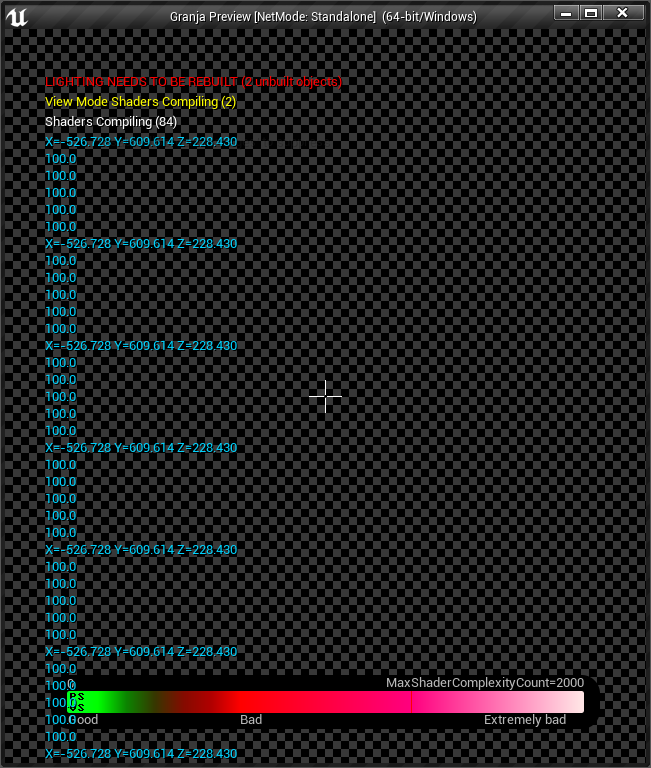 Granja Preview [NetMode: Standalone] (64-bit/Windows)
LIGHTING NEEDS TO BE REBUILT (2 unbuilt objects)
View Mode Shaders Compiling (2)
Shaders Compiling (84)
X=-526.728 Y=609.614 Z=228.430
100.0
100.0
100.0
100.0
100.0
X=-526.728 Y=609.614 Z=228.430
100.0
100.0
100.0
100.0
100.0
X=-526.728 Y=609.614 Z=228.430
100.0
100.0
100.0
100.0
100.0
X=-526.728 Y=609.614 Z=228.430
100.0
100.0
100.0
100.0
100.0
X=-526.728 Y=609.614 Z=228.430
100.0
100.0
100.0
100.0
100.0
X=-526.728 Y=609.614 Z=228.430
100.0
0 MaxShaderComplexityCount=2000
100.0
PS
100.0
VS
100.0
Good Bad Extremely bad
100.0
X=-526.728 Y=609.614 Z=228.430